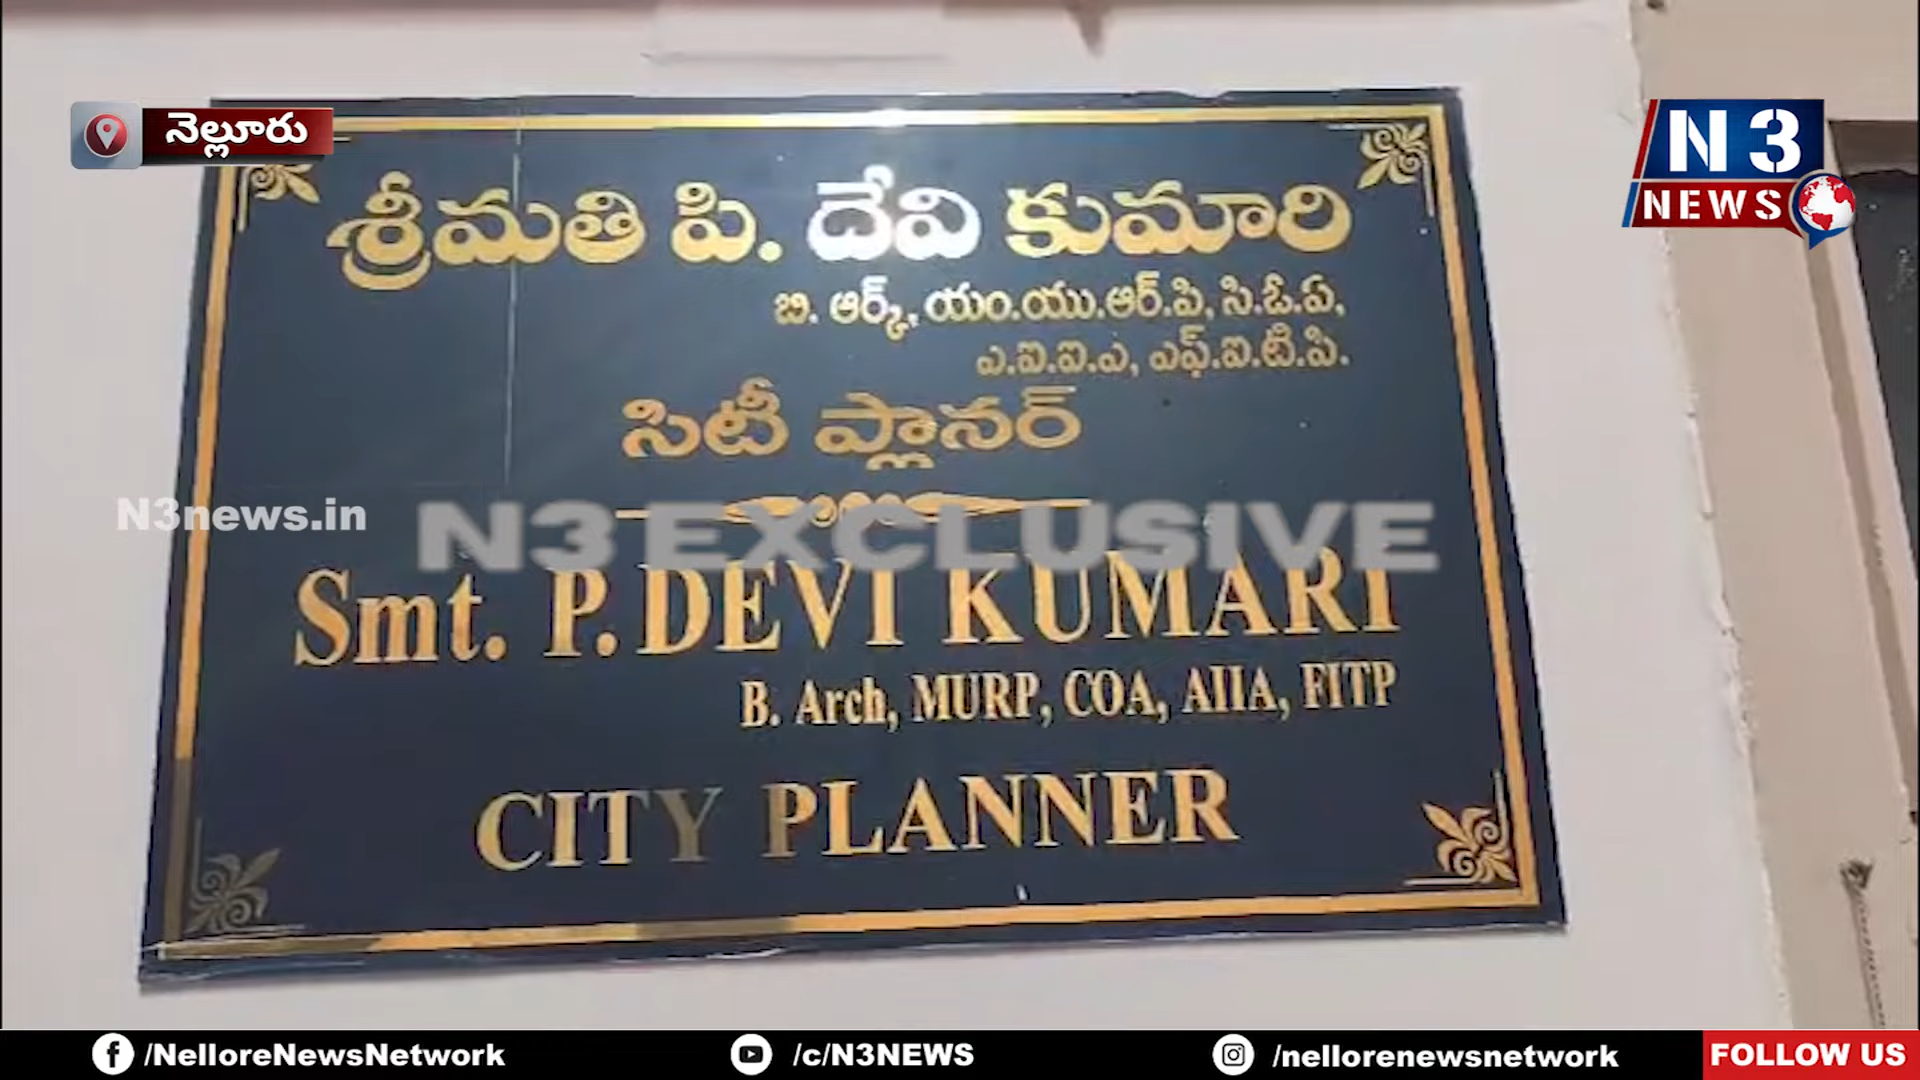 నెల్లూరు
N3
NEWS
శ్రీమతి పి. దేవి కుమారి
బి. ఆర్క్, యం.యు.ఆర్.పి, సి.ఓ.ఏ,
ఎ.ఐ.ఐ.ఎ, ఎఫ్.ఐ.టి.పి.
సిటీ ప్లానర్
N3news.in
N3 EXCLUSIVE
Smt. P. DEVI KUMARI
B. Arch, MURP, COA, AIIA, FITP
CITY PLANNER
/NelloreNewsNetwork
/c/N3NEWS
/nellorenewsnetwork
FOLLOW US